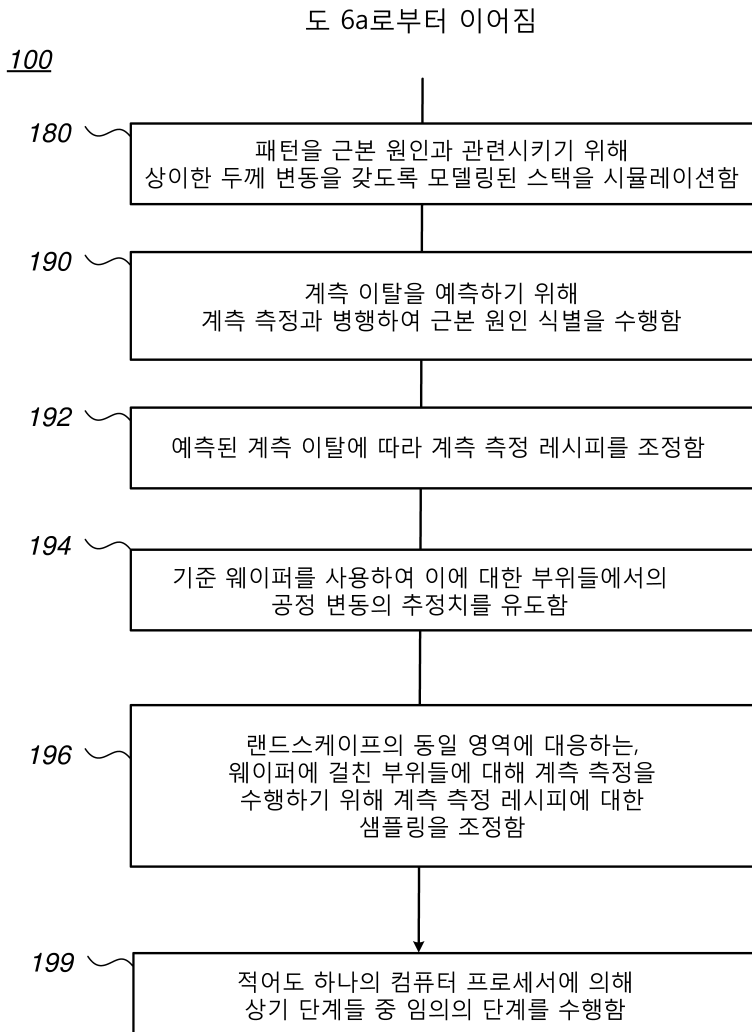 도 6a로부터 이어짐
100
180
패턴을 근본 원인과 관련시키기 위해
상이한 두께 변동을 갖도록 모델링된 스택을 시뮬레이션함
190
계측 이탈을 예측하기 위해
계측 측정과 병행하여 근본 원인 식별을 수행함
192
예측된 계측 이탈에 따라 계측 측정 레시피를 조정함
194
기준 웨이퍼를 사용하여 이에 대한 부위들에서의
공정 변동의 추정치를 유도함
196
랜드스케이프의 동일 영역에 대응하는,
웨이퍼에 걸친 부위들에 대해 계측 측정을
수행하기 위해 계측 측정 레시피에 대한
샘플링을 조정함
199
적어도 하나의 컴퓨터 프로세서에 의해
상기 단계들 중 임의의 단계를 수행함